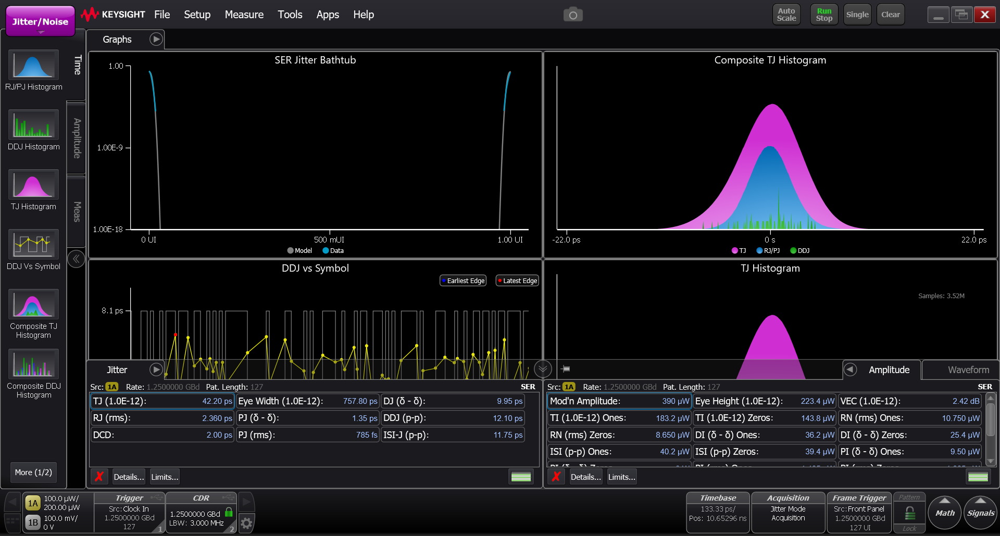 Jitter/Noise
KEYSIGHT
File Setup Measure Tools Apps Help
Auto Scale
Run Stop
Single
Clear
X
Graphs
Time
Amplitude
Meas
RJ/PJ Histogram
DDJ Histogram
TJ Histogram
DDJ Vs Symbol
Composite TJ
Histogram
Composite DDJ
Histogram
More (1/2)
SER Jitter Bathtub
1.00
1.00E-9
1.00E-18
0 UI 500 mUI 1.00 UI
Model Data
Composite TJ Histogram
-22.0 ps 0 s 22.0 ps
TJ RJ/PJ DDJ
DDJ vs Symbol
Earliest Edge Latest Edge
8.1 ps
TJ Histogram
Samples: 3.52M
Jitter
Src: 1A Rate: 1.2500000 GBd Pat. Length: 127 SER
TJ (1.0E-12): 42.20 ps Eye Width (1.0E-12): 757.80 ps DJ (δ - δ): 9.95 ps
RJ (rms): 2.360 ps PJ (δ - δ): 1.35 ps DDJ (p-p): 12.10 ps
DCD: 2.00 ps PJ (rms): 785 fs ISI-J (p-p): 11.75 ps
Details... Limits...
Amplitude Waveform
Src: 1A Rate: 1.2500000 GBd Pat. Length: 127 SER
Mod'n Amplitude: 390 µW Eye Height (1.0E-12): 223.4 µW VEC (1.0E-12): 2.42 dB
TI (1.0E-12) Ones: 183.2 µW TI (1.0E-12) Zeros: 143.8 µW RN (rms) Ones: 10.750 µW
RN (rms) Zeros: 8.650 µW DI (δ - δ) Ones: 36.2 µW DI (δ - δ) Zeros: 25.4 µW
ISI (p-p) Ones: 40.2 µW ISI (p-p) Zeros: 39.4 µW PI (δ - δ) Ones: 9.50 µW
Details... Limits...
1A 100.0 µW/
200.00 µW
1B 100.0 mV/
0 V
Trigger
Src: Clock In
1.2500000 GBd
127
1
CDR
1.2500000 GBd
LBW: 3.000 MHz
2
Timebase
133.33 ps/
Pos: 10.65296 ns
Acquisition
Jitter Mode
Acquisition
Frame Trigger
Src: Front Panel
1.2500000 GBd
127 UI
Pattern
Lock
Math
Signals